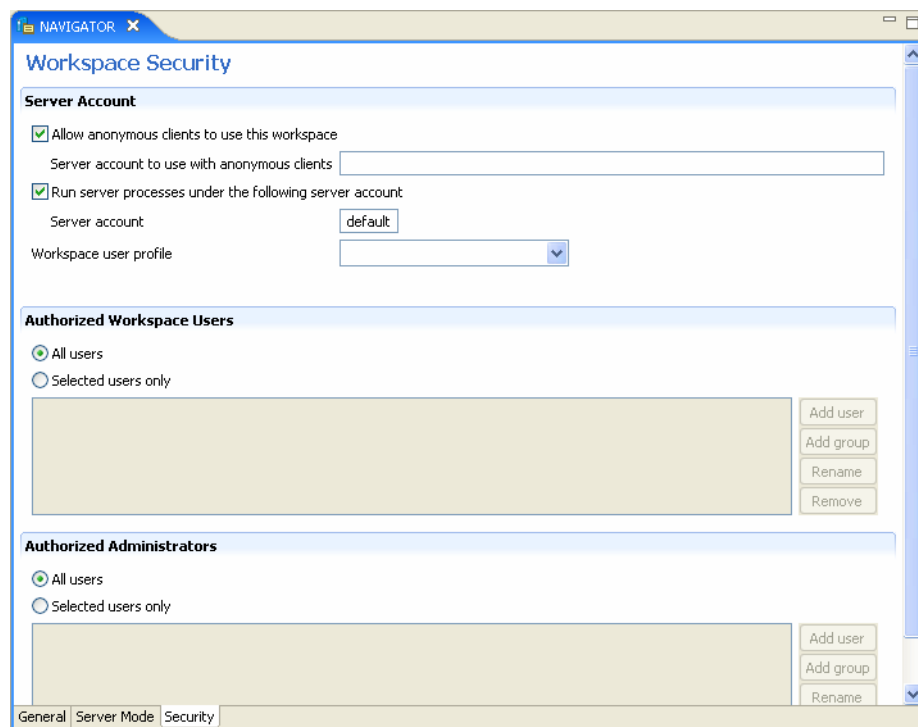 NAVIGATOR
Workspace Security
Server Account
Allow anonymous clients to use this workspace
Server account to use with anonymous clients
Run server processes under the following server account
Server account default
Workspace user profile
Authorized Workspace Users
All users
Selected users only
Add user
Add group
Rename
Remove
Authorized Administrators
All users
Selected users only
Add user
Add group
Rename
General Server Mode Security